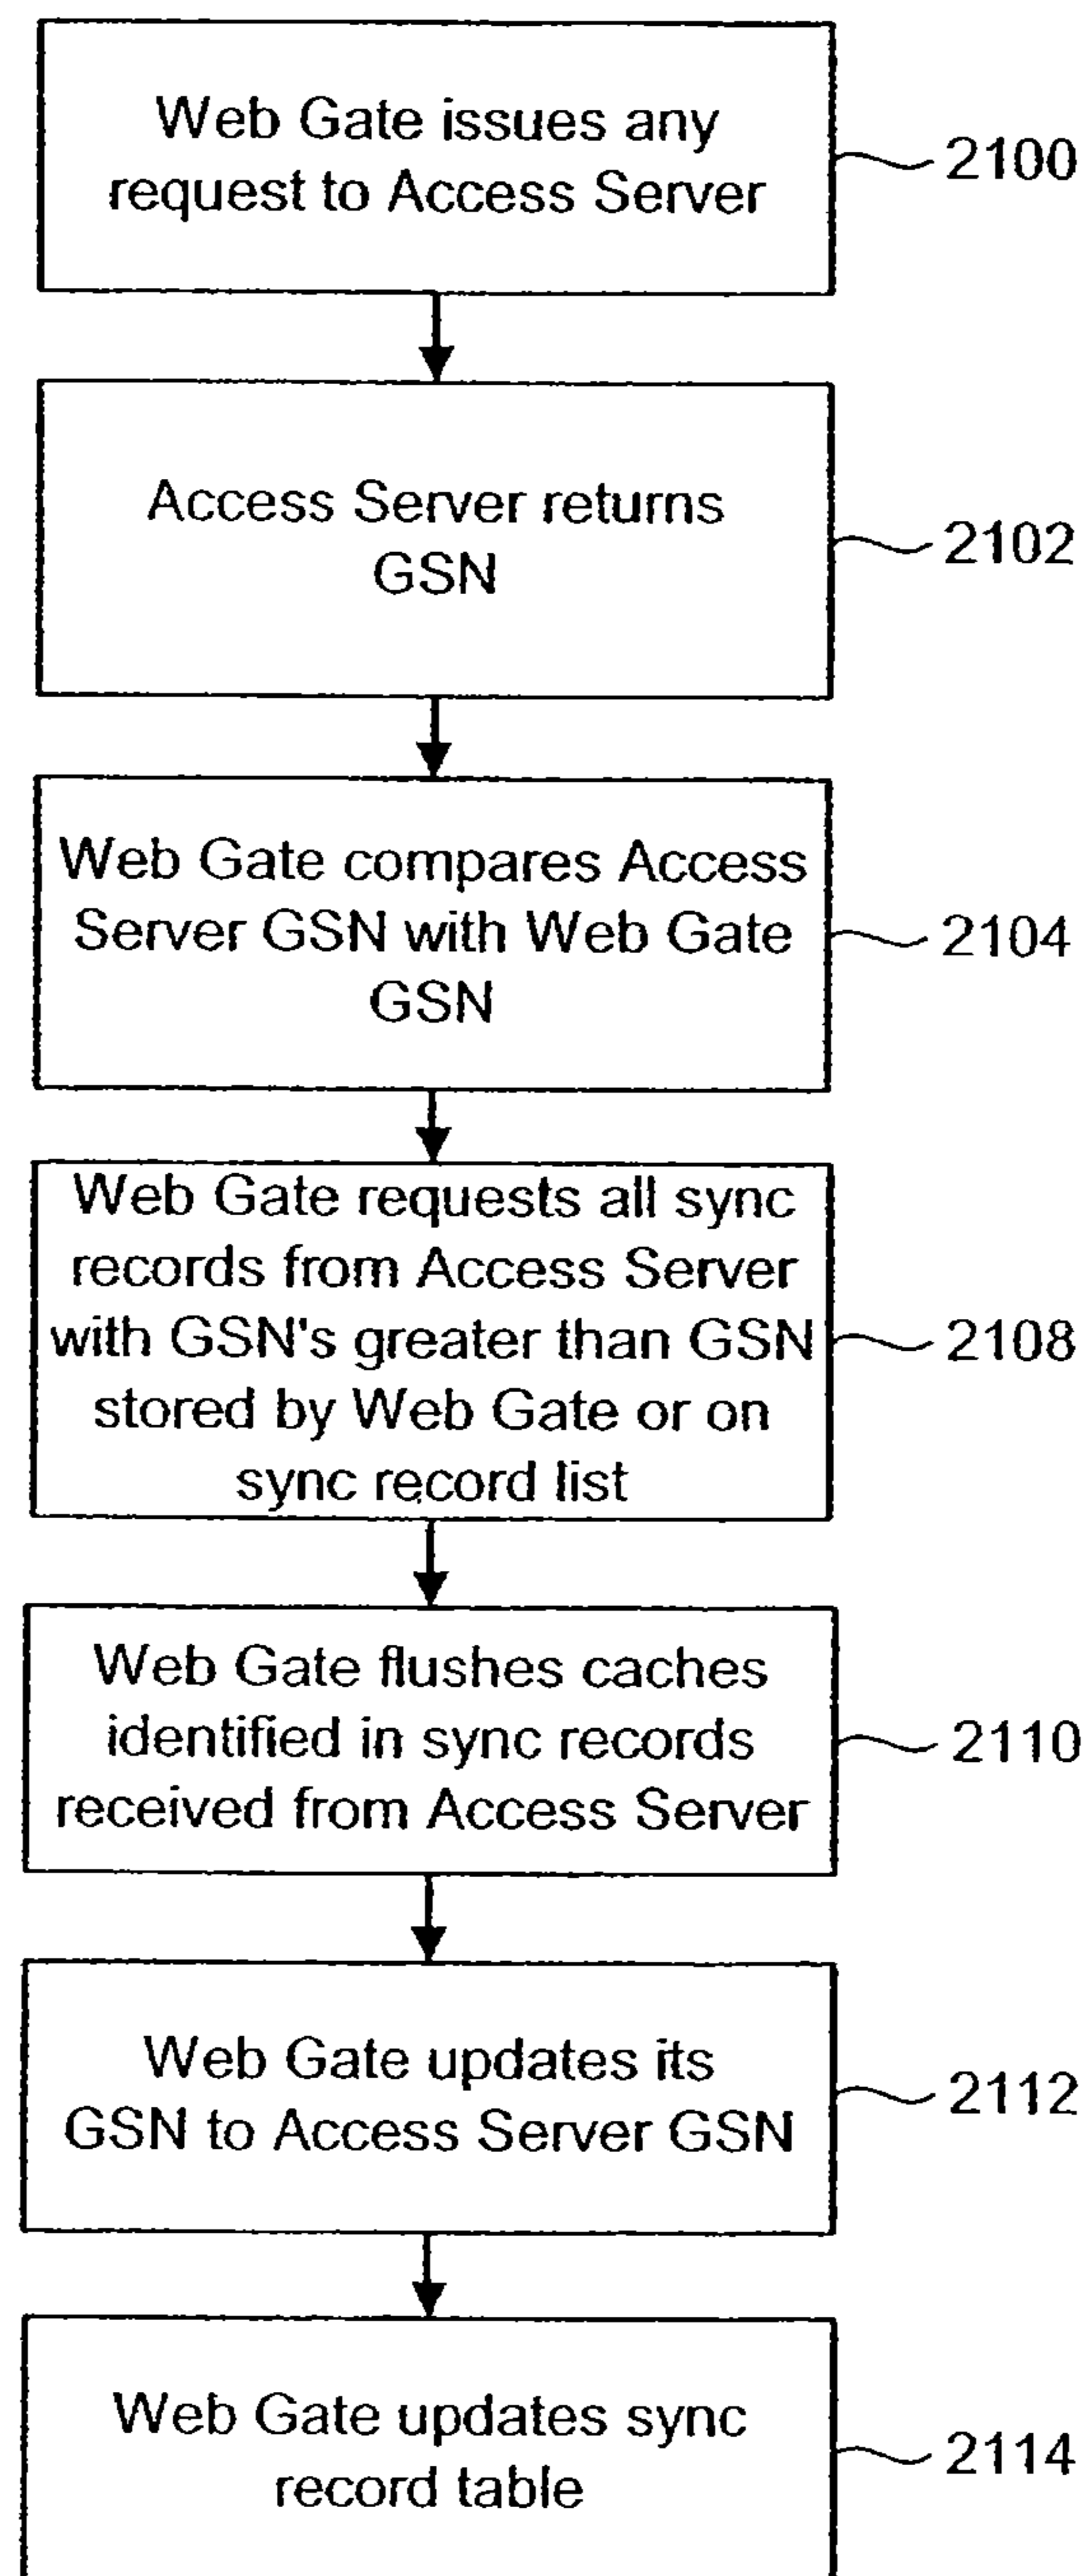 Web Gate issues any
request to Access Server
2100
Access Server returns
GSN
2102
Web Gate compares Access
Server GSN with Web Gate
GSN
2104
Web Gate requests all sync
records from Access Server
with GSN's greater than GSN
stored by Web Gate or on
sync record list
2108
Web Gate flushes caches
identified in sync records
received from Access Server
2110
Web Gate updates its
GSN to Access Server GSN
2112
Web Gate updates sync
record table
2114